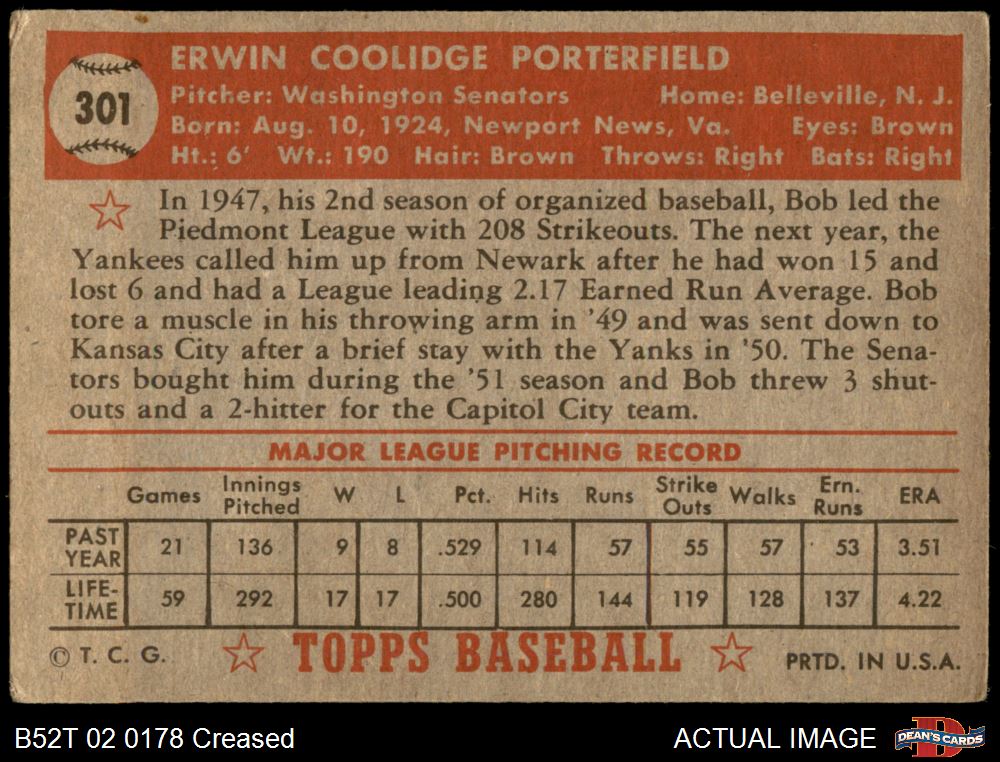 301
ERWIN COOLIDGE PORTERFIELD
Pitcher: Washington Senators Home: Belleville, N. J.
Born: Aug. 10, 1924, Newport News, Va. Eyes: Brown
Ht.: 6' Wt.: 190 Hair: Brown Throws: Right Bats: Right
In 1947, his 2nd season of organized baseball, Bob led the
Piedmont League with 208 Strikeouts. The next year, the
Yankees called him up from Newark after he had won 15 and
lost 6 and had a League leading 2.17 Earned Run Average. Bob
tore a muscle in his throwing arm in '49 and was sent down to
Kansas City after a brief stay with the Yanks in '50. The Sena-
tors bought him during the '51 season and Bob threw 3 shut-
outs and a 2-hitter for the Capitol City team.
MAJOR LEAGUE PITCHING RECORD
Games Innings Pitched W L Pct. Hits Runs Strike Outs Walks Ern. Runs ERA
PAST YEAR 21 136 9 8 .529 114 57 55 57 53 3.51
LIFE-TIME 59 292 17 17 .500 280 144 119 128 137 4.22
© T. C. G. TOPPS BASEBALL PRTD. IN U.S.A.
B52T 02 0178 Creased ACTUAL IMAGE DEAN'S CARDS